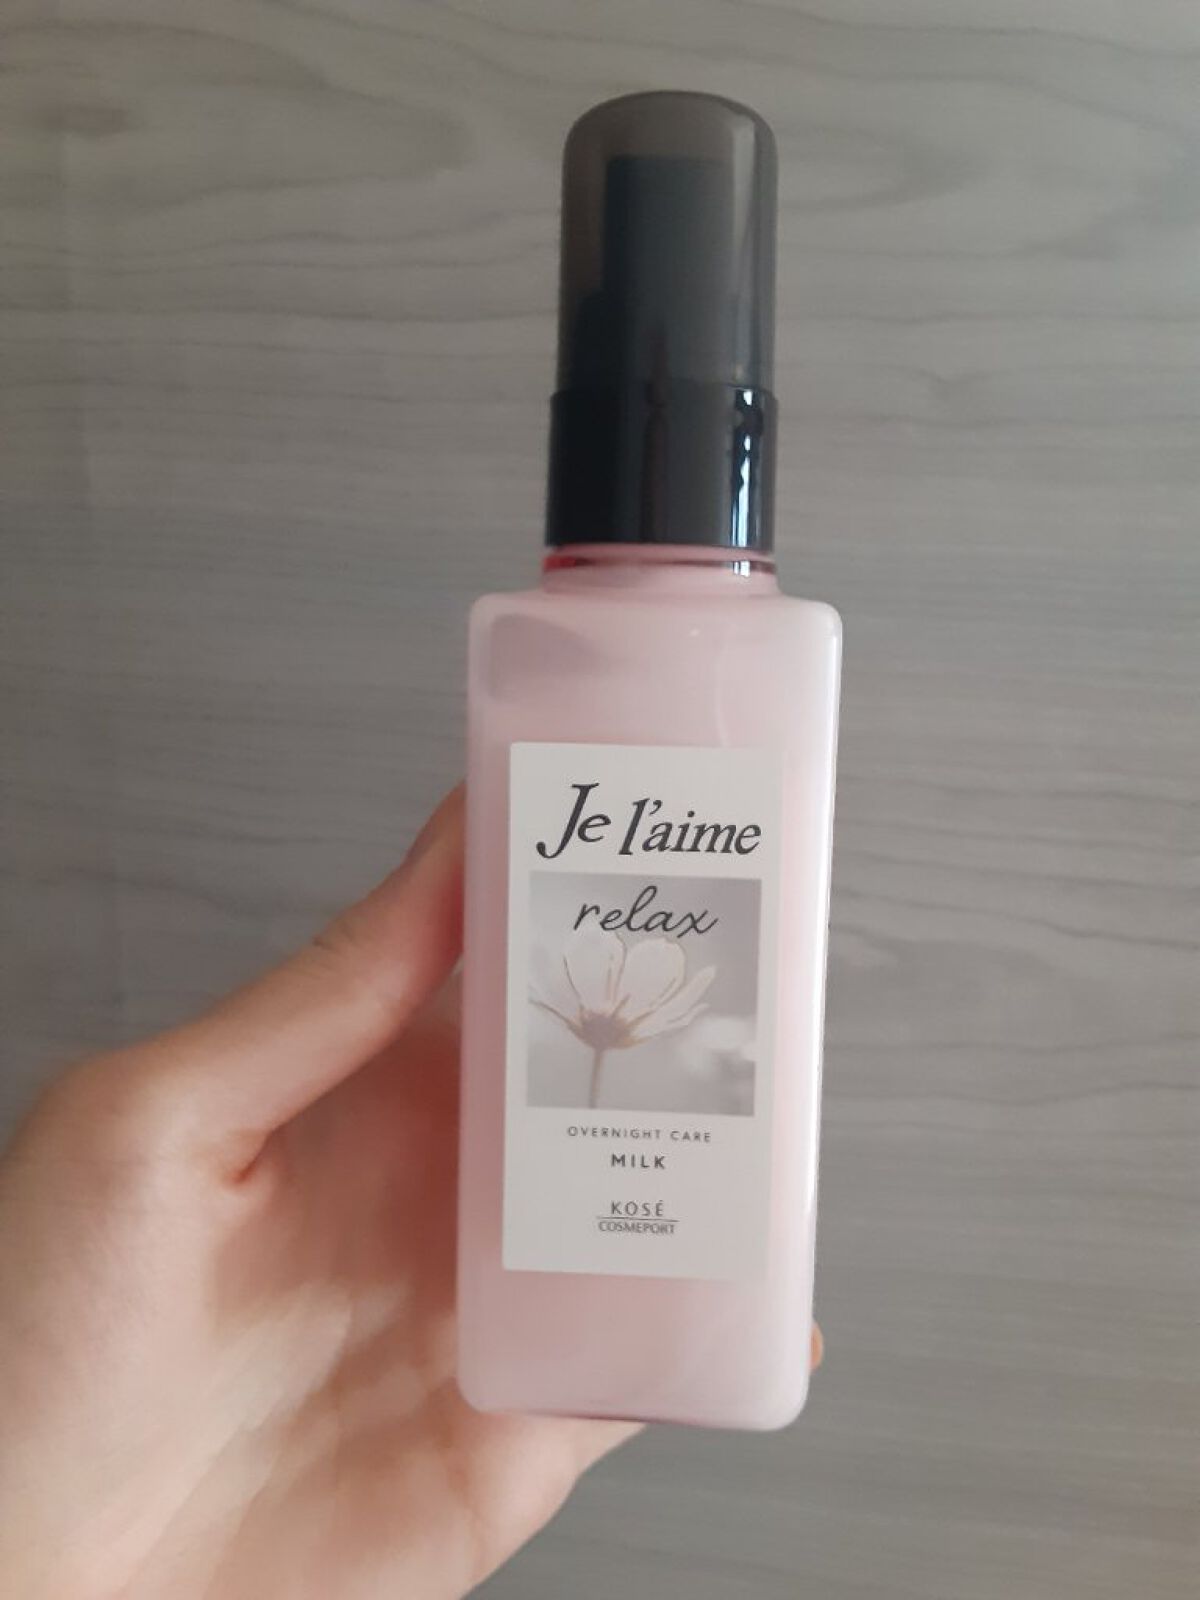 Je l'aime
relax
OVERNIGHT CARE
MILK
KOSÉ
COSMEPORT